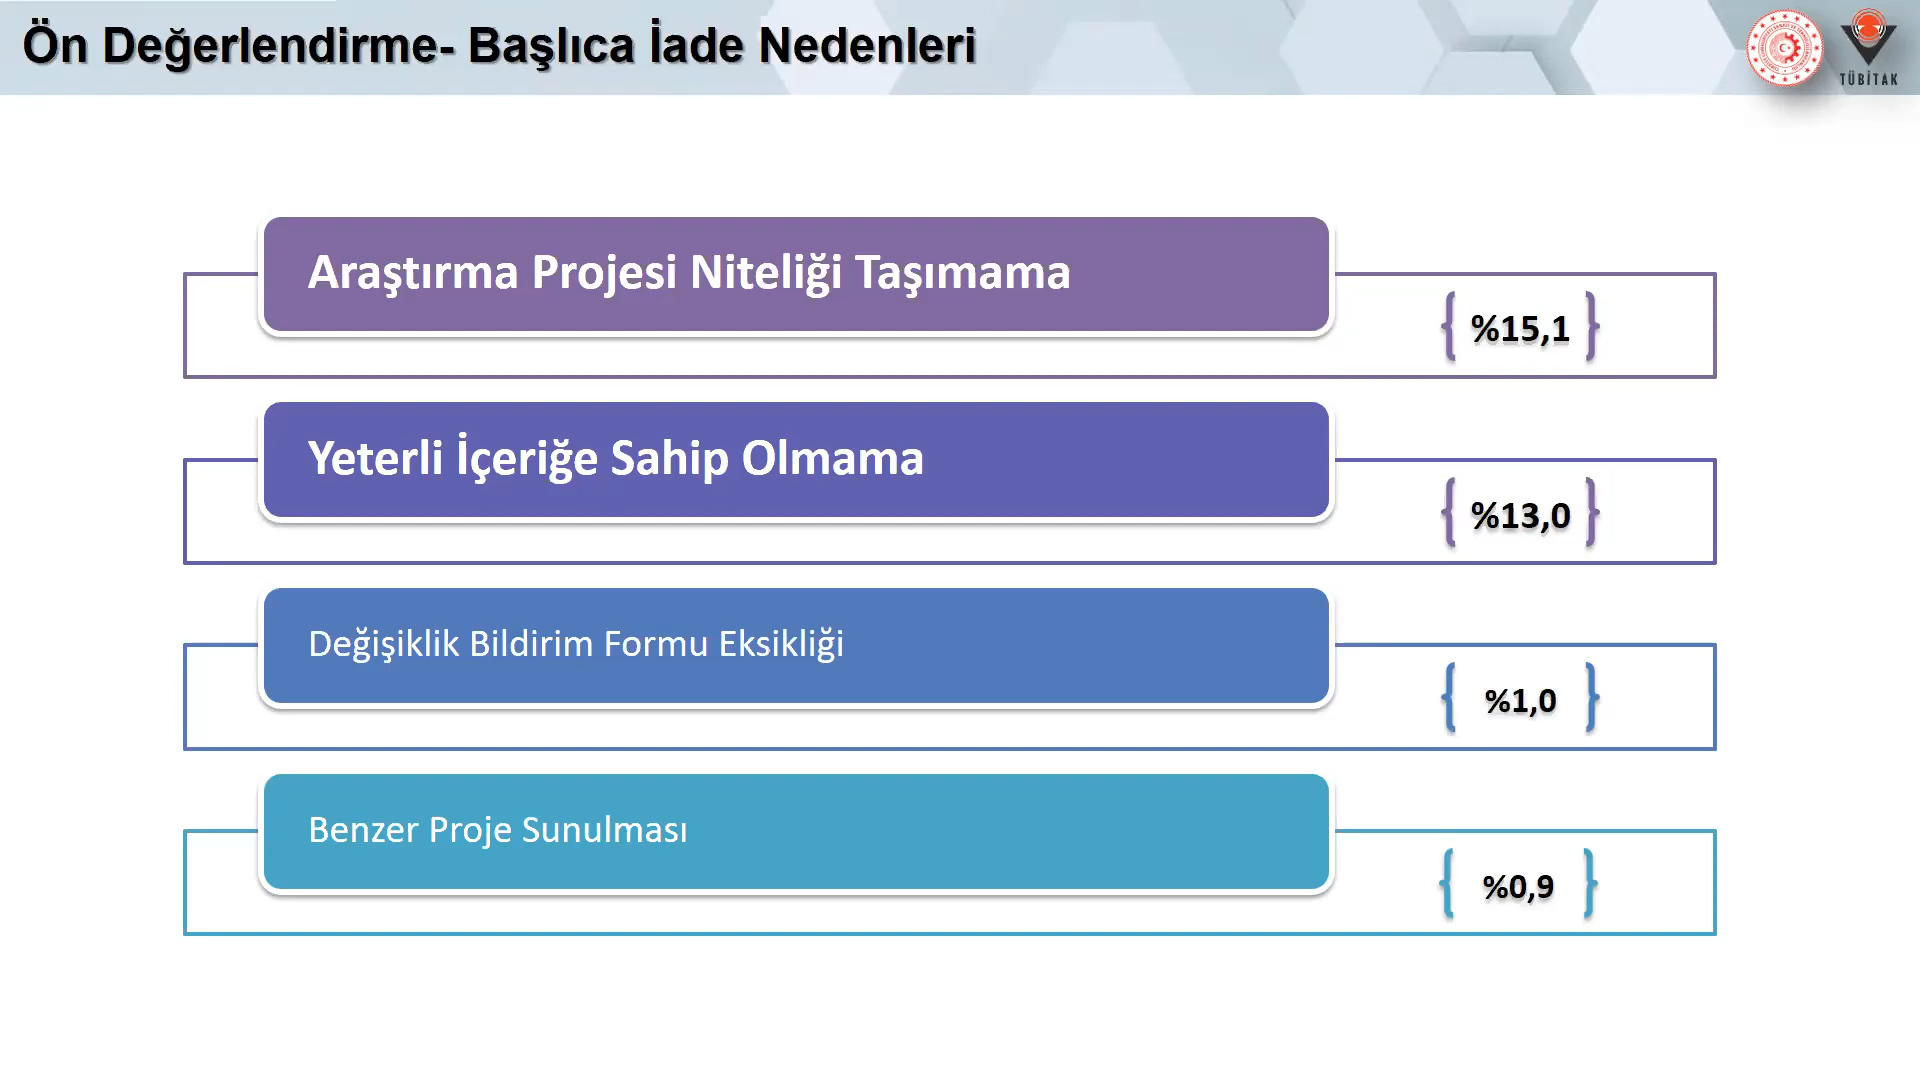 Ön Değerlendirme- Başlıca İade Nedenleri
TÜBİTAK
Araştırma Projesi Niteliği Taşımama
%15,1
Yeterli İçeriğe Sahip Olmama
%13,0
Değişiklik Bildirim Formu Eksikliği
%1,0
Benzer Proje Sunulması
%0,9